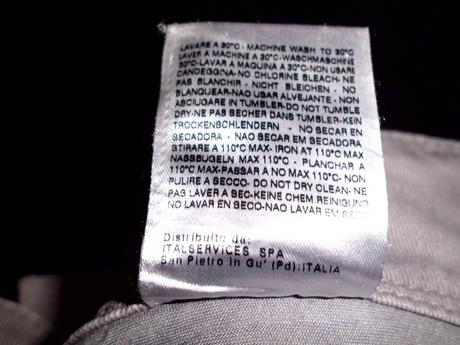 LAVARE A 30°C - MACHINE WASH TO 30°C
LAVER A MACHINE A 30°C-WASCHMASCHINE
30°C-LAVAR A MAQUINA A 30°C-NON USARE
CANDEGGINA-NO CHLORINE BLEACH-NE
PAS BLANCHIR - NICHT BLEICHEN - NO
BLANQUEAR-NAO USAR ALVEJANTE - NON
ASCIUGARE IN TUMBLER-DO NOT TUMBLE
DRY-NE PAS SECHER DANS TUMBLER-KEIN
TROCKENSCHLENDERN - NO SECAR EN
SECADORA - NAO SECAR EM SECADORA
STIRARE A 110°C MAX- IRON AT 110°C MAX
NASSBUGELN MAX 110°C - PLANCHAR A
110°C MAX-PASSAR A NO MAX 110°C- NON
PULIRE A SECCO- DO NOT DRY CLEAN- NE
PAS LAVER A SEC-KEINE CHEM REINIGUNG
NO LAVAR EN SECO-NAO LAVAR EM SECO
Distribuito da:
ITALSERVICES SPA
San Pietro in Gu' (Pd).ITALIA